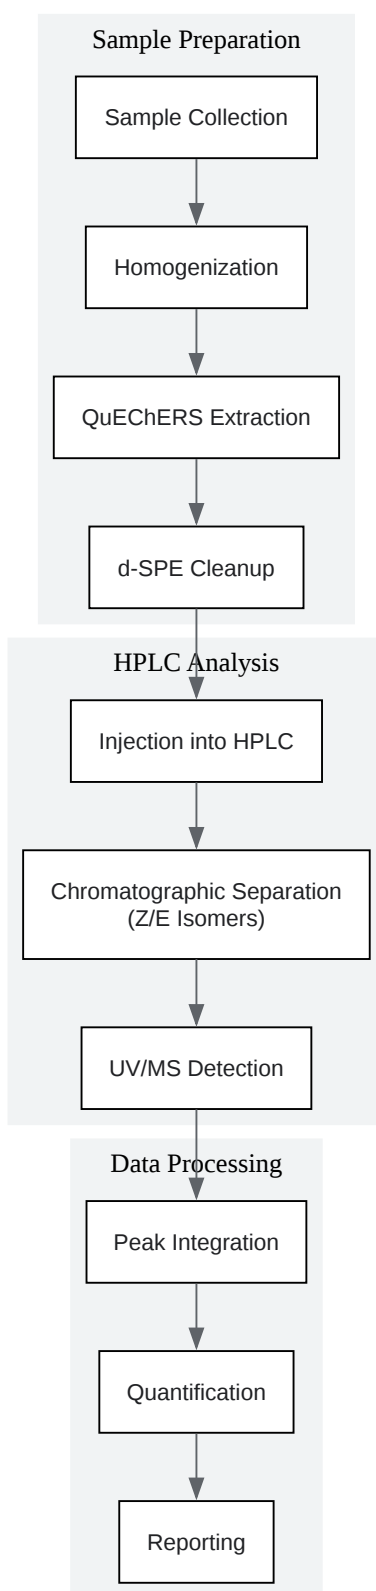 Sample Preparation
Sample Collection
Homogenization
QuEChERS Extraction
d-SPE Cleanup
HPLC Analysis
Injection into HPLC
Chromatographic Separation
(Z/E Isomers)
UV/MS Detection
Data Processing
Peak Integration
Quantification
Reporting